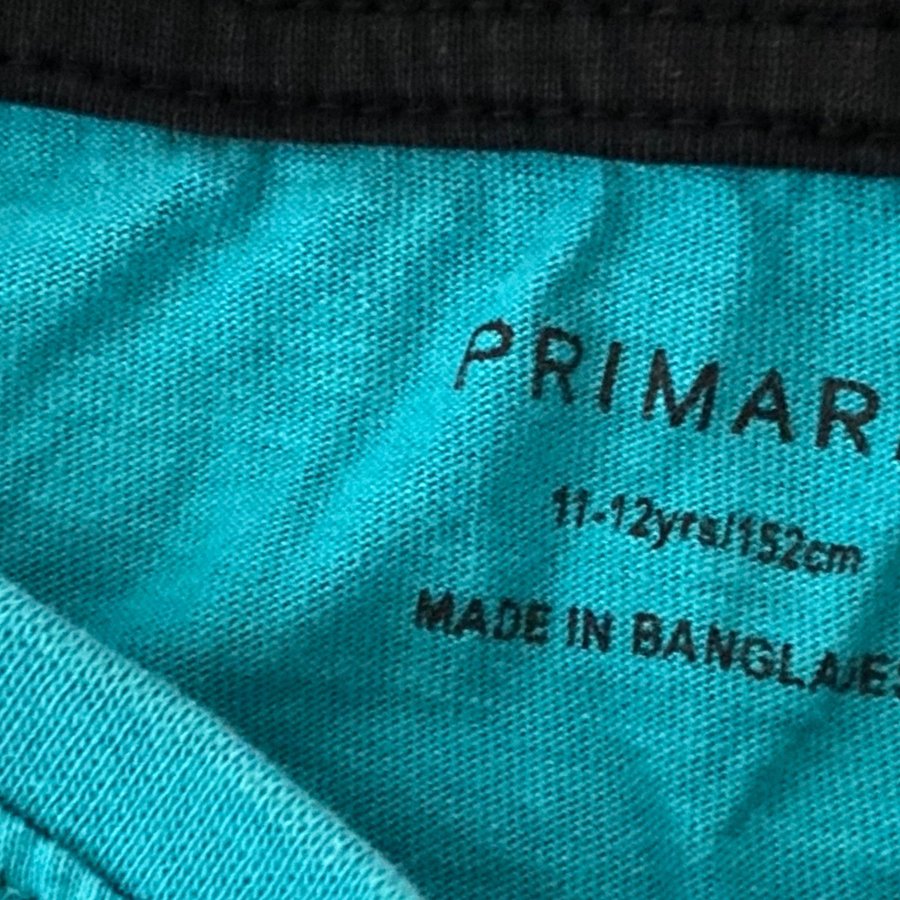 PRIMAR
11-12yrs/152cm
MADE IN BANGLADES